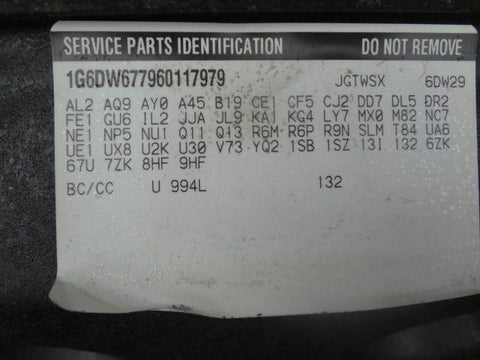 SERVICE PARTS IDENTIFICATION DO NOT REMOVE
1G6DW677960117979 JGTWSX 6DW29
AL2 AQ9 AY0 A45 B19 CE1 CF5 CJ2 DD7 DL5 DR2
FE1 GU6 IL2 JJA JL9 KA1 KG4 LY7 MX0 M82 NC7
NE1 NP5 NU1 Q11 QI3 R6M R6P R9N SLM T84 UA6
UE1 UX8 U2K U30 V73 YQ2 1SB 1SZ 13I 132 6ZK
67U 7ZK 8HF 9HF
BC/CC U 994L 132